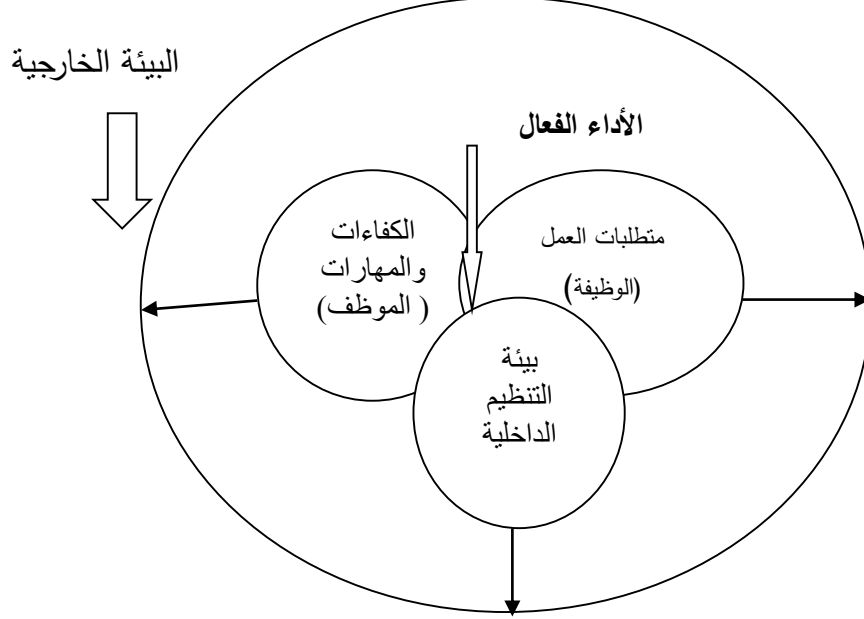 البيئة الخارجية
الأداء الفعال
متطلبات العمل
(الوظيفة)
الكفاءات
والمهارات
( الموظف)
بيئة
التنظيم
الداخلية